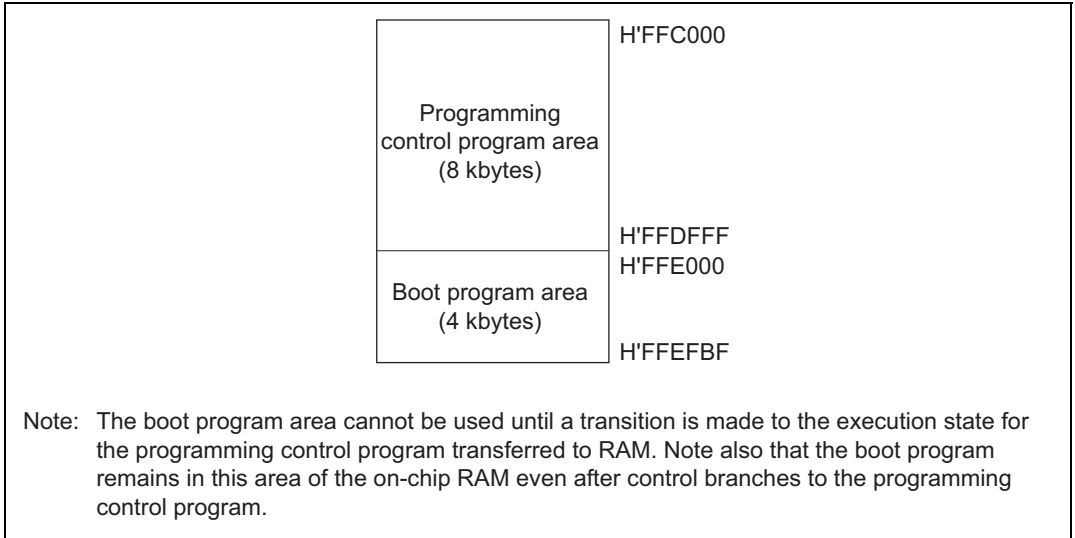 H'FFC000
Programming
control program area
(8 kbytes)
H'FFDFFF
H'FFE000
Boot program area
(4 kbytes)
H'FFEFBF
Note: The boot program area cannot be used until a transition is made to the execution state for
the programming control program transferred to RAM. Note also that the boot program
remains in this area of the on-chip RAM even after control branches to the programming
control program.